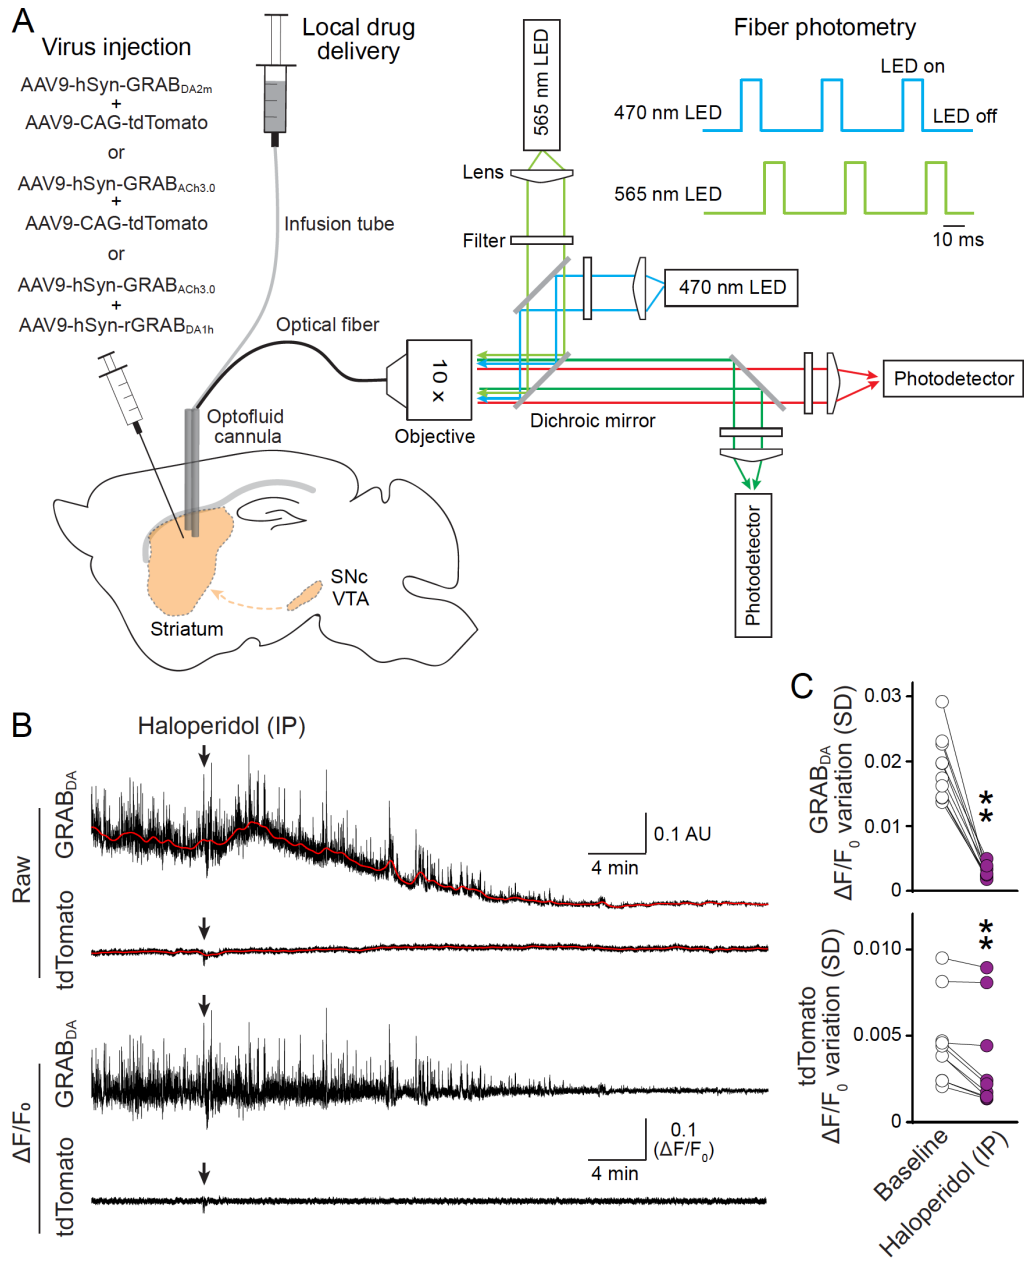 A
Virus injection
AAV9-hSyn-GRABDA2m
+
AAV9-CAG-tdTomato
or
AAV9-hSyn-GRABACh3.0
+
AAV9-CAG-tdTomato
or
AAV9-hSyn-GRABACh3.0
+
AAV9-hSyn-rGRABDA1h
Local drug
delivery
Infusion tube
Optical fiber
Optofluid
cannula
Striatum
SNc
VTA
10 x
Objective
565 nm LED
Lens
Filter
470 nm LED
Dichroic mirror
Photodetector
Photodetector
Fiber photometry
LED on
470 nm LED
LED off
565 nm LED
10 ms
B
Haloperidol (IP)
Raw
GRABDA
0.1 AU
4 min
tdTomato
ΔF/F0
GRABDA
0.1
(ΔF/F0)
4 min
tdTomato
C
GRABDA
ΔF/F0 variation (SD)
0.03
0.02
0.01
0
**
tdTomato
ΔF/F0 variation (SD)
0.010
0.005
0
**
Baseline
Haloperidol (IP)